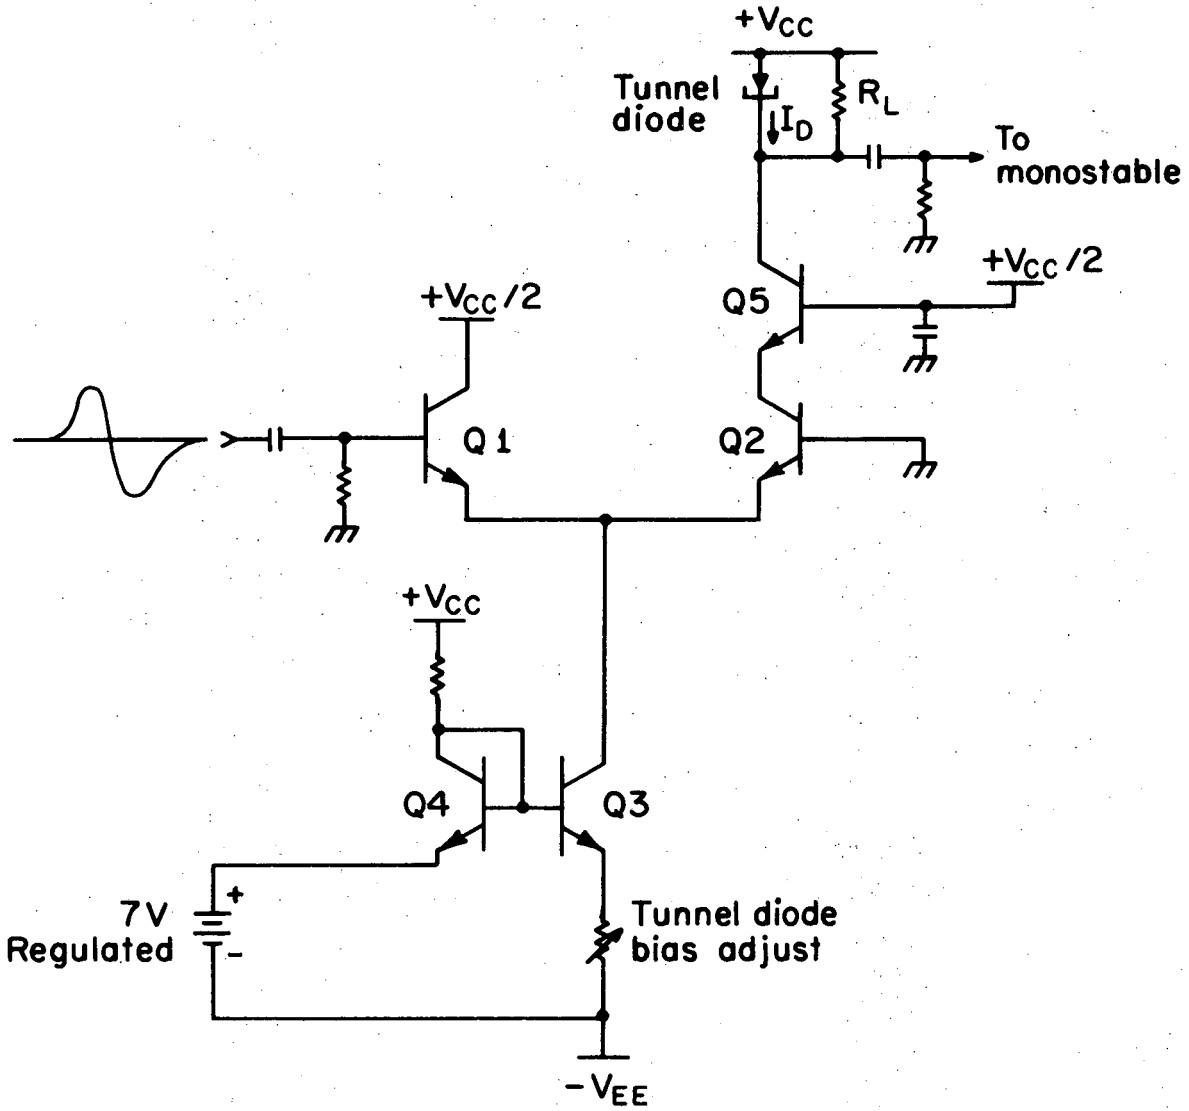 +VCC
Tunnel
diode
RL
ID
To
monostable
+VCC/2
Q5
+VCC/2
Q1
Q2
+VCC
Q4
Q3
7V
Regulated
+
-
Tunnel diode
bias adjust
-VEE